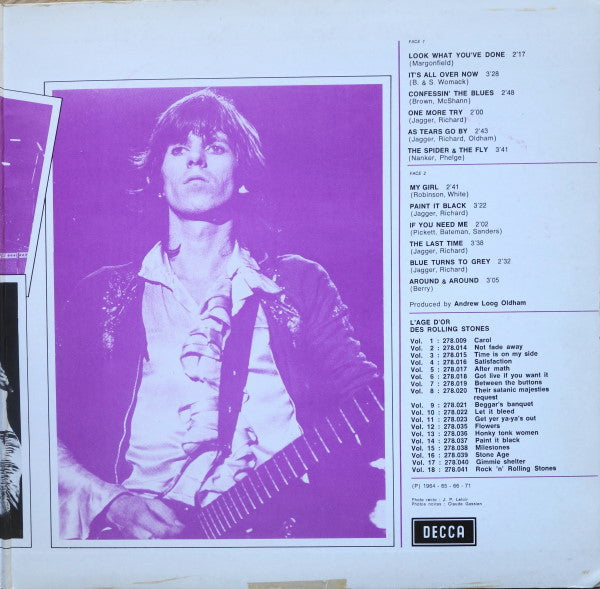 FACE 1
LOOK WHAT YOU'VE DONE 2'17
(Margonfield)
IT'S ALL OVER NOW 3'28
(B. & S. Womack)
CONFESSIN' THE BLUES 2'48
(Brown, McShann)
ONE MORE TRY 2'00
(Jagger, Richard)
AS TEARS GO BY 2'43
(Jagger, Richard, Oldham)
THE SPIDER & THE FLY 3'41
(Nanker, Phelge)
FACE 2
MY GIRL 2'41
(Robinson, White)
PAINT IT BLACK 3'22
(Jagger, Richard)
IF YOU NEED ME 2'02
(Pickett, Bateman, Sanders)
THE LAST TIME 3'38
(Jagger, Richard)
BLUE TURNS TO GREY 2'32
(Jagger, Richard)
AROUND & AROUND 3'05
(Berry)
Produced by Andrew Loog Oldham
L'AGE D'OR
DES ROLLING STONES
Vol. 1 : 278.009 Carol
Vol. 2 : 278.014 Not fade away
Vol. 3 : 278.015 Time is on my side
Vol. 4 : 278.016 Satisfaction
Vol. 5 : 278.017 After math
Vol. 6 : 278.018 Got live if you want it
Vol. 7 : 278.019 Between the buttons
Vol. 8 : 278.020 Their satanic majesties
request
Vol. 9 : 278.021 Beggar's banquet
Vol. 10 : 278.022 Let it bleed
Vol. 11 : 278.023 Get yer ya-ya's out
Vol. 12 : 278.035 Flowers
Vol. 13 : 278.036 Honky tonk women
Vol. 14 : 278.037 Paint it black
Vol. 15 : 278.038 Milestones
Vol. 16 : 278.039 Stone Age
Vol. 17 : 278.040 Gimmie shelter
Vol. 18 : 278.041 Rock 'n' Rolling Stones
(P) 1964 - 65 - 66 - 71
Photo recto : J. P. Leloir
Photos noires : Claude Gassian
DECCA